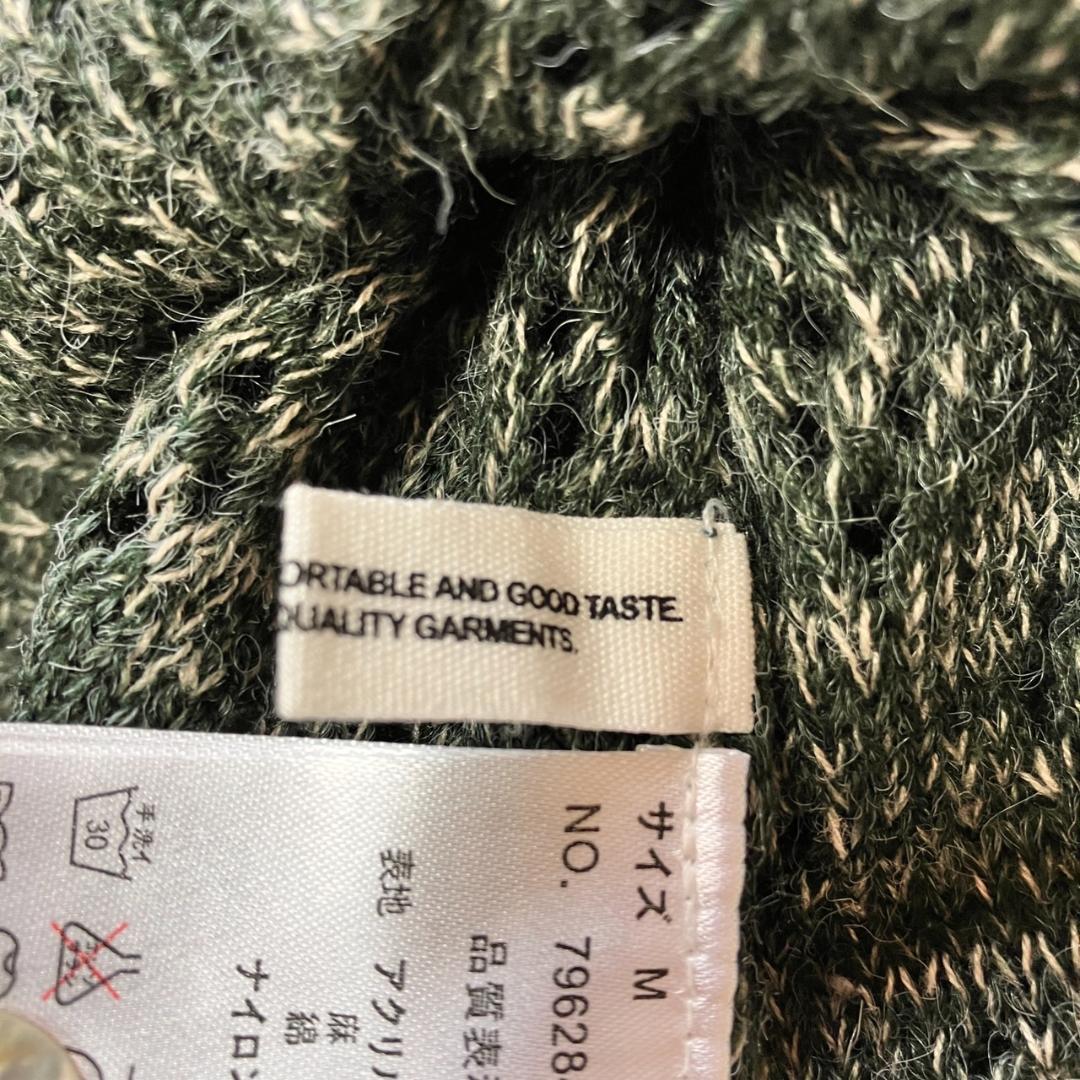 ORTABLE AND GOOD TASTE.
QUALITY GARMENTS.
サイズ M
NO. 79628
品質表
表地 アクリ
麻
綿
ナイロ
手洗イ
30